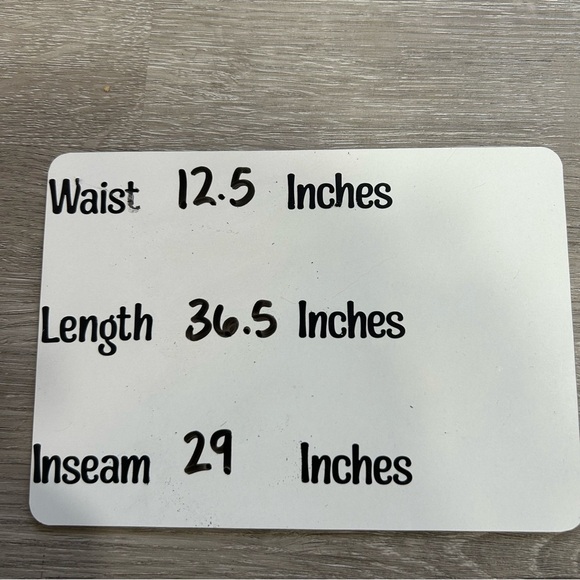 Waist 12.5 Inches
Length 36.5 Inches
Inseam 29 Inches